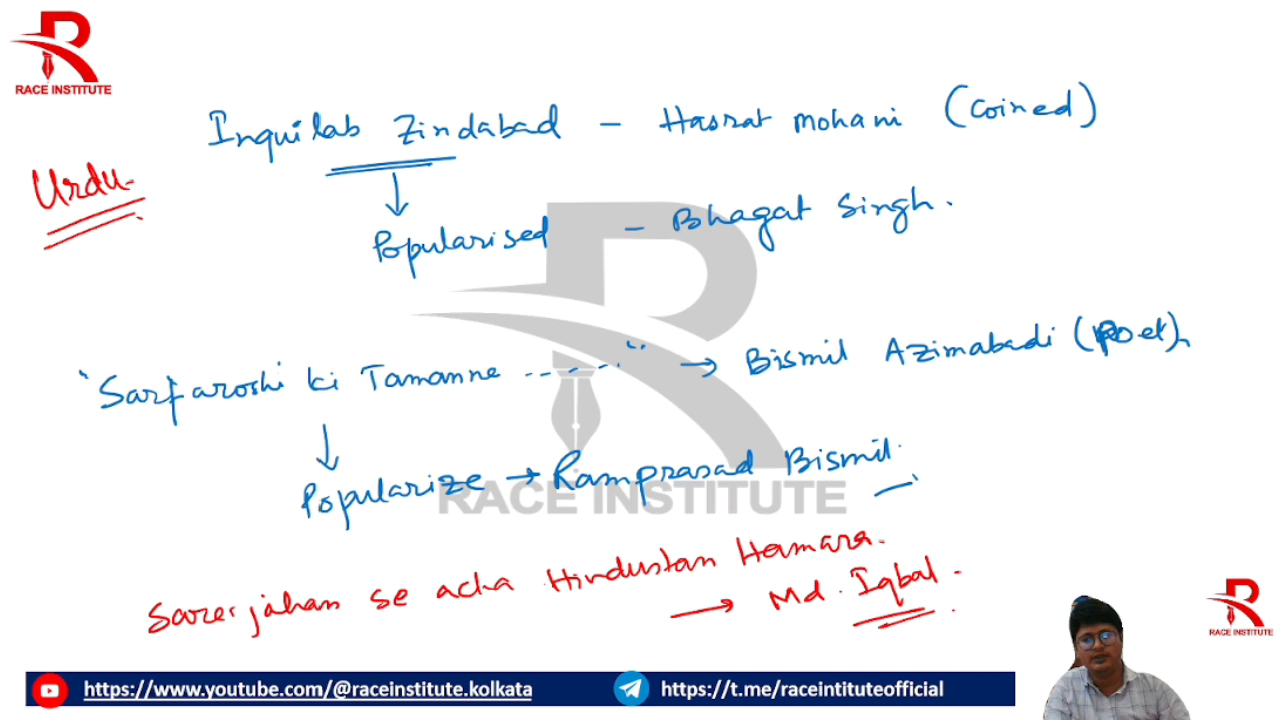 RACE INSTITUTE
Inquilab Zindabad - Hasrat Mohani (Coined)
Urdu
Popularised - Bhagat Singh.
"Sarfaroshi ki Tamanne -----" → Bismil Azimabadi (Poet)
Popularize → Ramprasad Bismil.
RACE INSTITUTE
Sare jahan se acha Hindustan Hamara.
→ Md. Iqbal.
RACE INSTITUTE
https://www.youtube.com/@raceinstitute.kolkata
https://t.me/raceintituteofficial